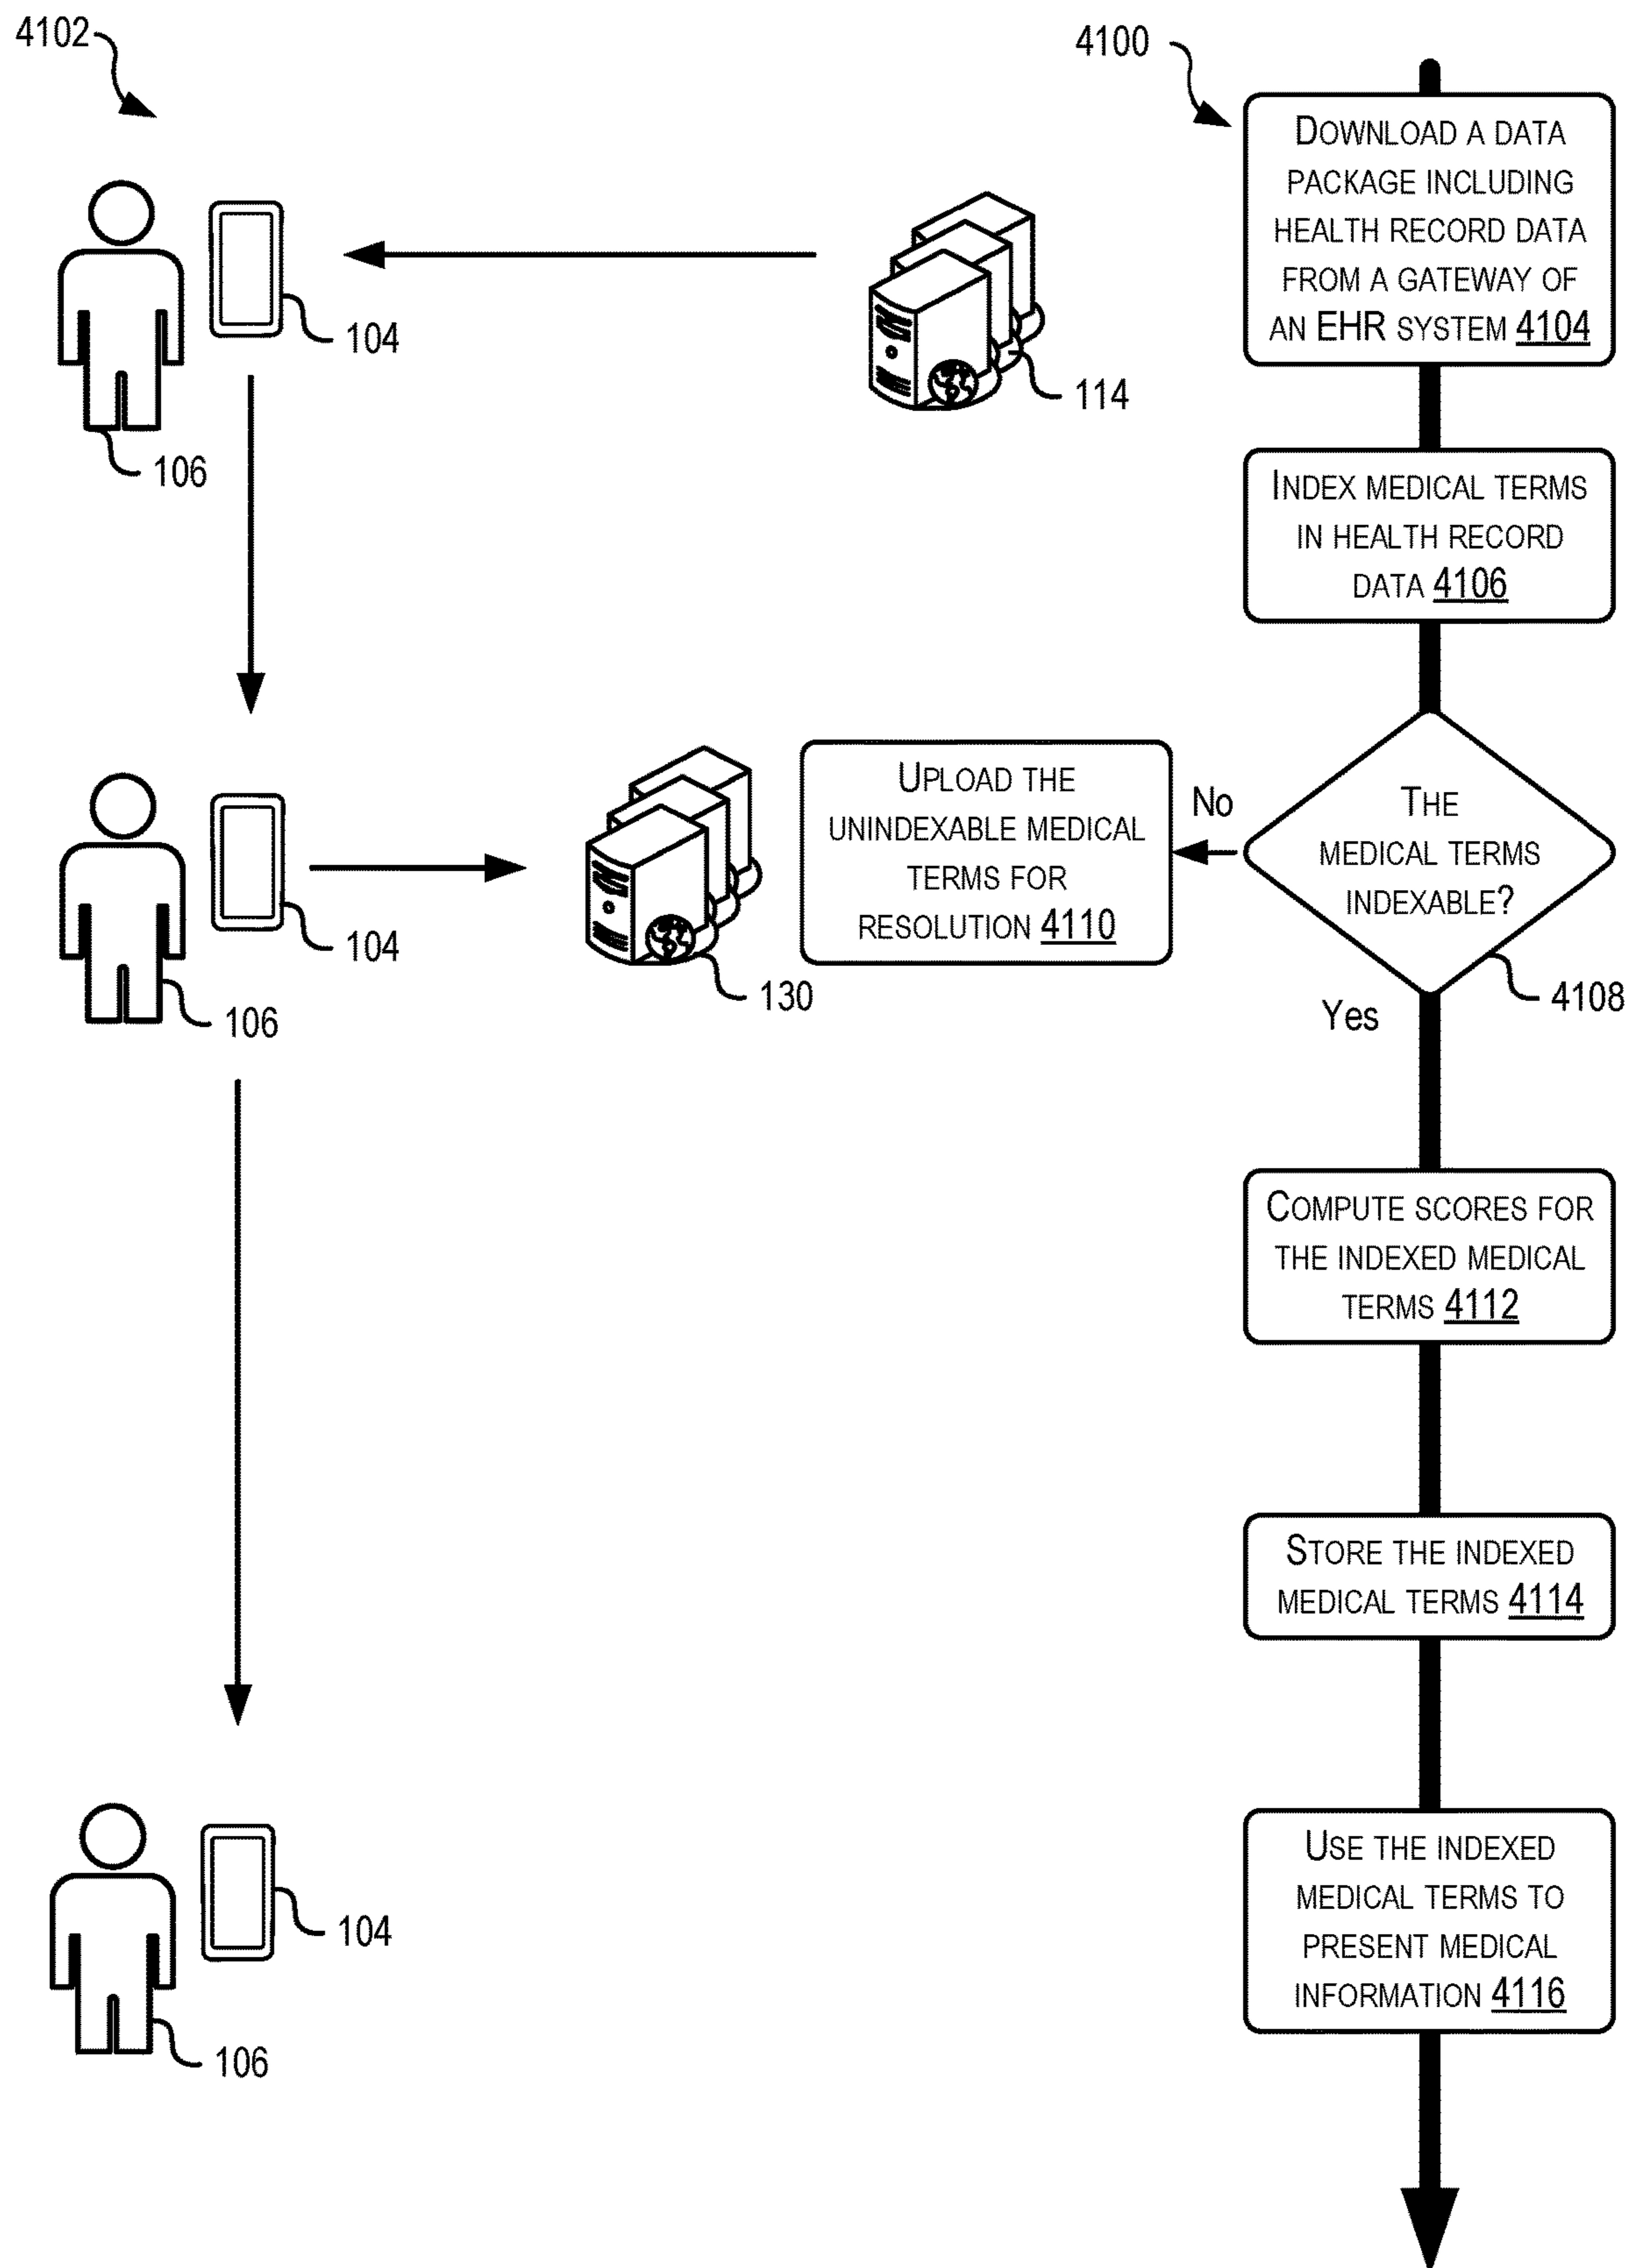 4102
4100
DOWNLOAD A DATA
PACKAGE INCLUDING
HEALTH RECORD DATA
FROM A GATEWAY OF
AN EHR SYSTEM 4104
104
114
106
INDEX MEDICAL TERMS
IN HEALTH RECORD
DATA 4106
UPLOAD THE
UNINDEXABLE MEDICAL
TERMS FOR
RESOLUTION 4110
No
THE
MEDICAL TERMS
INDEXABLE?
104
130
106
4108
Yes
COMPUTE SCORES FOR
THE INDEXED MEDICAL
TERMS 4112
STORE THE INDEXED
MEDICAL TERMS 4114
USE THE INDEXED
MEDICAL TERMS TO
PRESENT MEDICAL
INFORMATION 4116
104
106